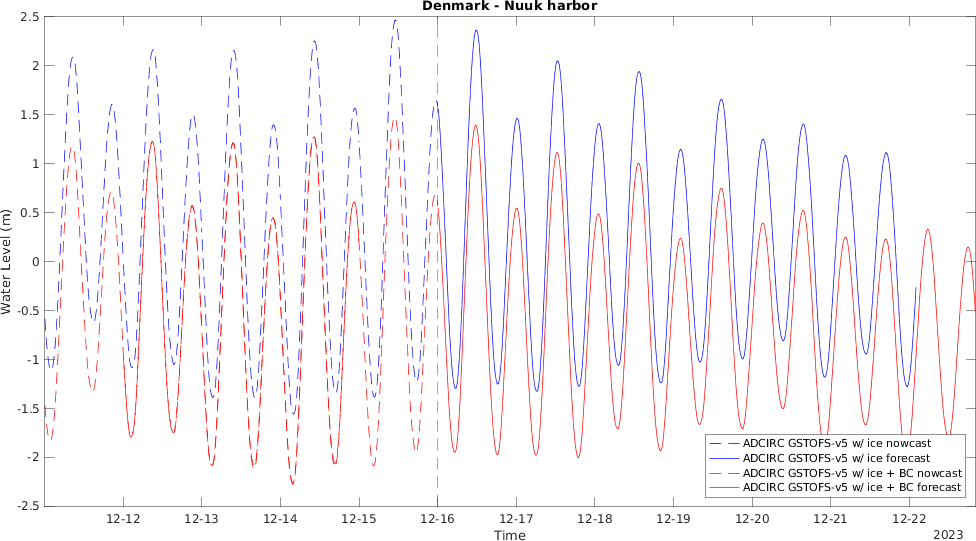 Denmark - Nuuk harbor
2.5
2
1.5
1
0.5
0
-0.5
-1
-1.5
-2
-2.5
Water Level (m)
ADCIRC GSTOFS-v5 w/ ice nowcast
ADCIRC GSTOFS-v5 w/ ice forecast
ADCIRC GSTOFS-v5 w/ ice + BC nowcast
ADCIRC GSTOFS-v5 w/ ice + BC forecast
12-12 12-13 12-14 12-15 12-16 12-17 12-18 12-19 12-20 12-21 12-22
Time
2023